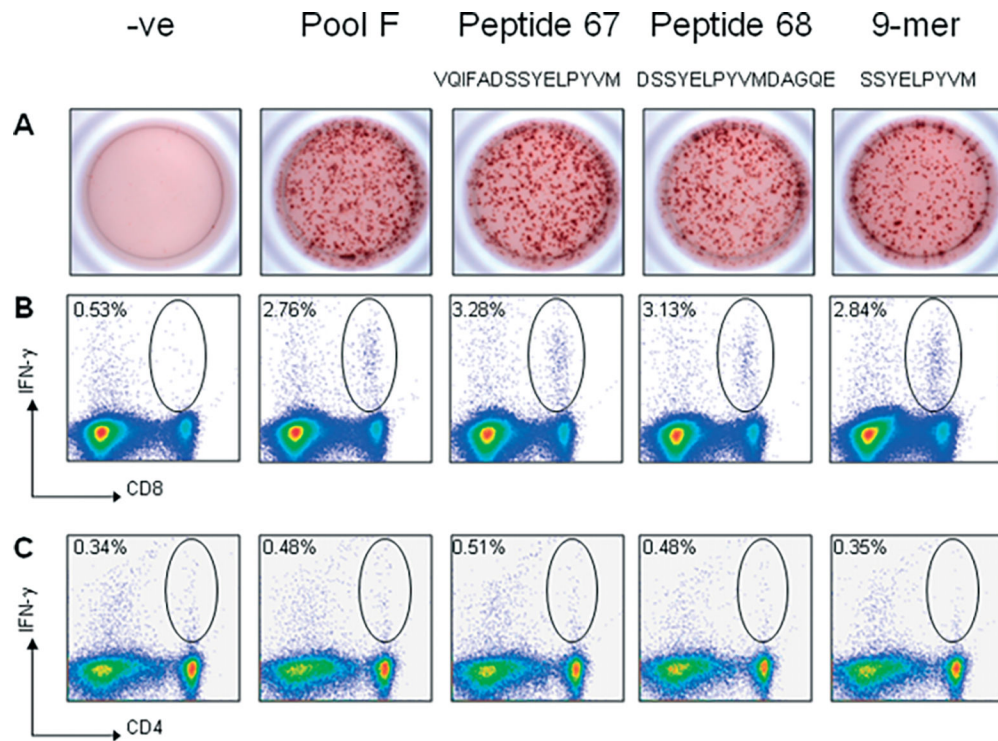 -ve Pool F Peptide 67 Peptide 68 9-mer
VQIFADSSYELPYVM DSSYELPYVMDAGQE SSYELPYVM
A
B 0.53% 2.76% 3.28% 3.13% 2.84%
IFN-γ
CD8
C 0.34% 0.48% 0.51% 0.48% 0.35%
IFN-γ
CD4